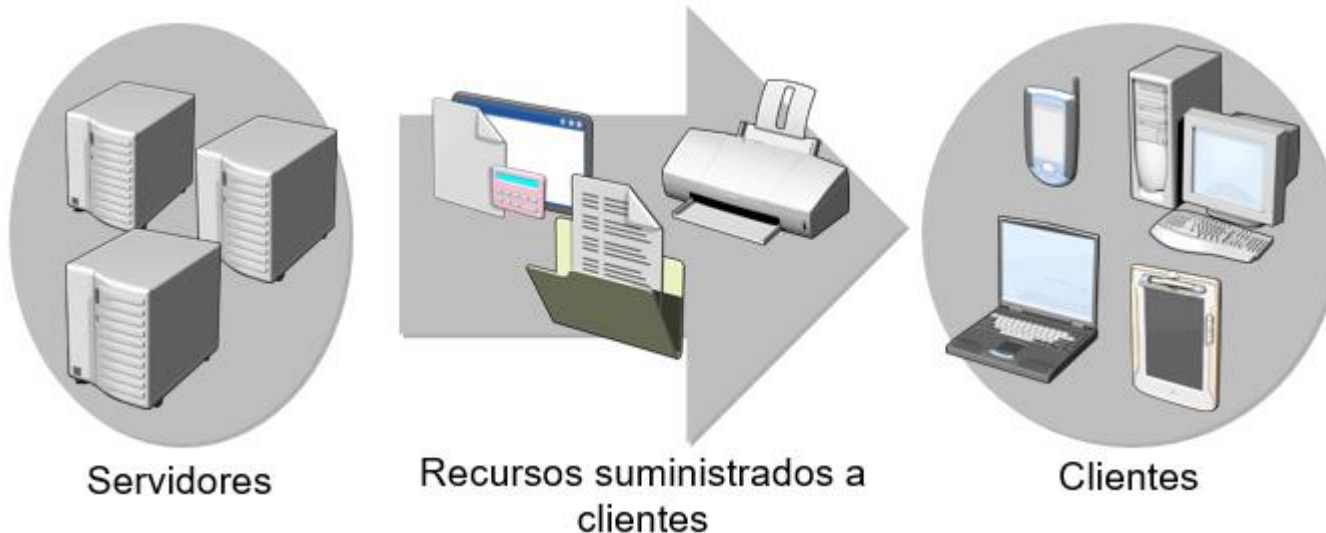 Servidores
Recursos suministrados a
clientes
Clientes